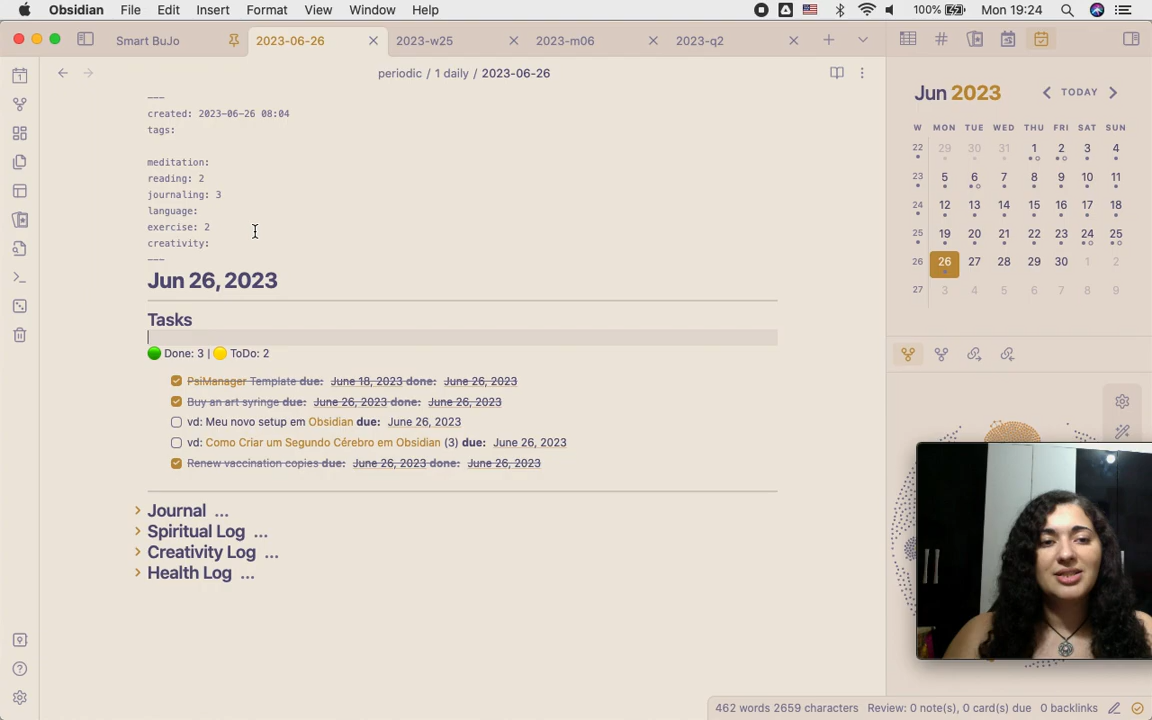 Obsidian File Edit Insert Format View Window Help 100% Mon 19:24
Smart BuJo 2023-06-26 2023-w25 2023-m06 2023-q2
periodic / 1 daily / 2023-06-26
---
created: 2023-06-26 08:04
tags:
meditation:
reading: 2
journaling: 3
language:
exercise: 2
creativity:
---
Jun 26, 2023
Tasks
Done: 3 | ToDo: 2
PsiManager Template due: June 18, 2023 done: June 26, 2023
Buy an art syringe due: June 26, 2023 done: June 26, 2023
vd: Meu novo setup em Obsidian due: June 26, 2023
vd: Como Criar um Segundo Cérebro em Obsidian (3) due: June 26, 2023
Renew vaccination copies due: June 26, 2023 done: June 26, 2023
Journal ...
Spiritual Log ...
Creativity Log ...
Health Log ...
Jun 2023 TODAY
W MON TUE WED THU FRI SAT SUN
22 29 30 31 1 2 3 4
23 5 6 7 8 9 10 11
24 12 13 14 15 16 17 18
25 19 20 21 22 23 24 25
26 26 27 28 29 30 1 2
27 3 4 5 6 7 8 9
462 words 2659 characters Review: 0 note(s), 0 card(s) due 0 backlinks